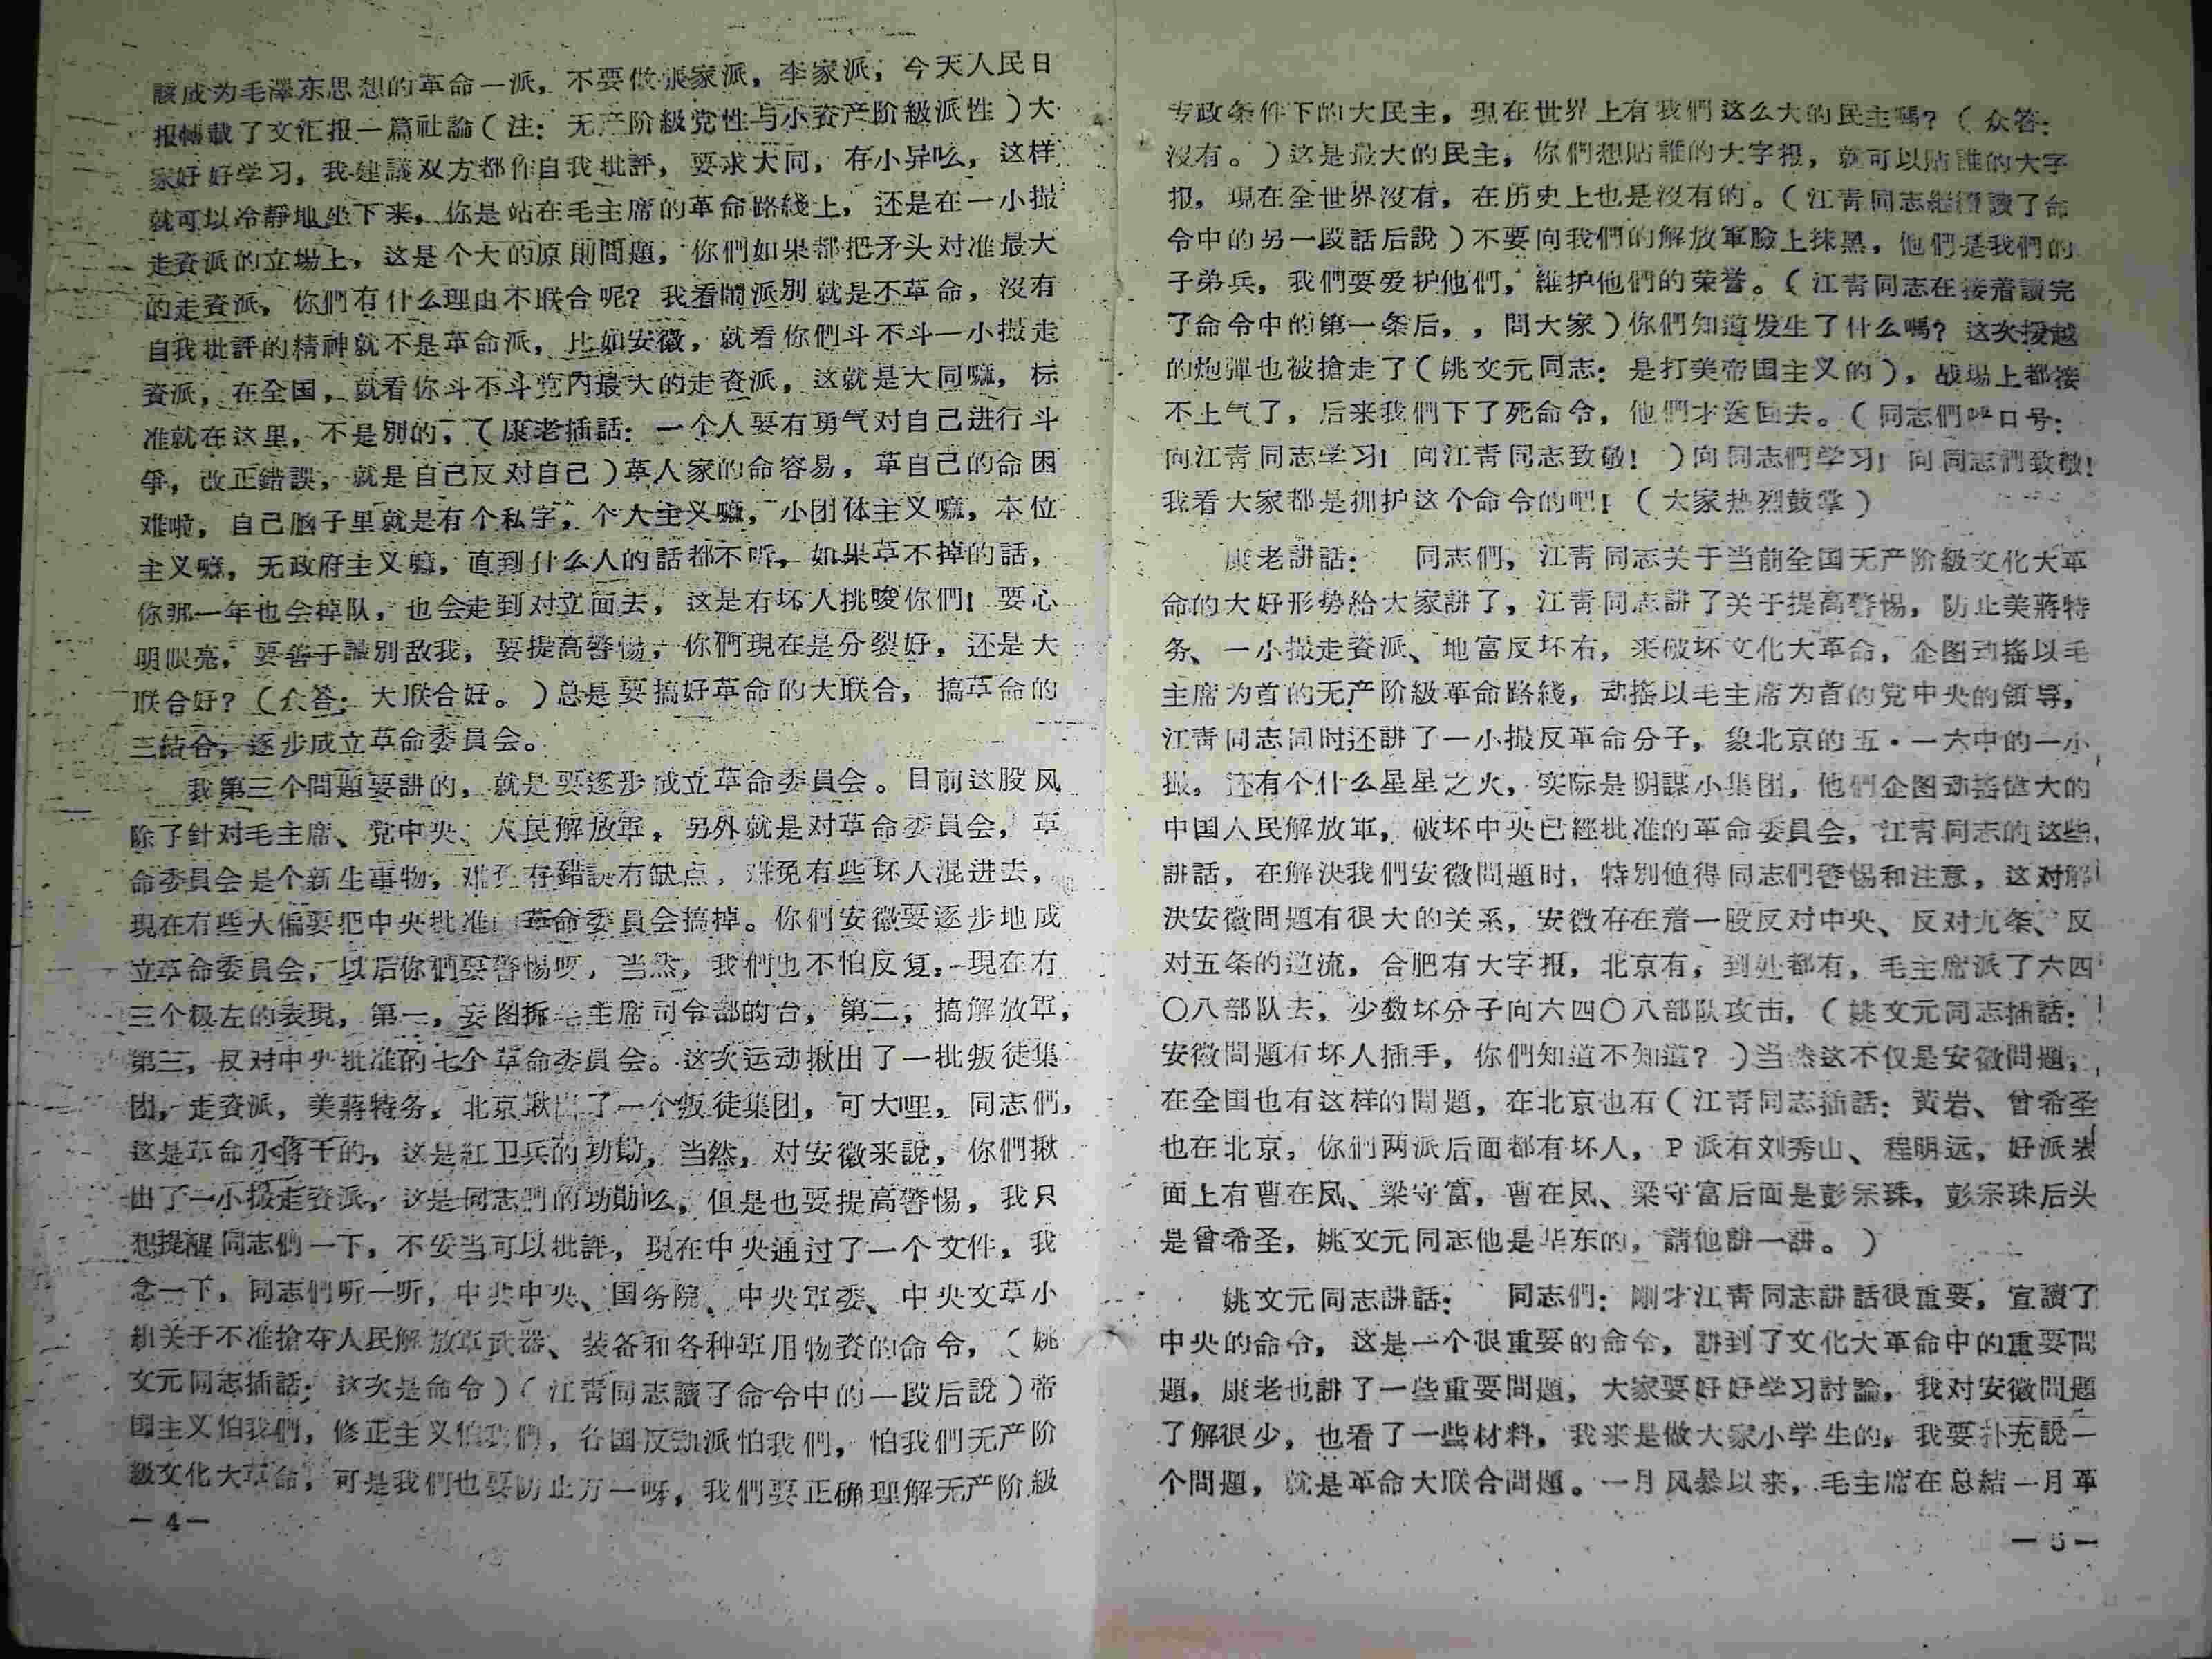 該成为毛澤东思想的革命一派，不要做张家派，李家派，今天人民日
报轉載了文汇报一篇社論（注：无产阶級党性与小資产阶級派性）大
家好好学习，我建議双方都作自我批評，要求大同，存小异吆，这样
就可以冷靜地坐下来，你是站在毛主席的革命路綫上，还是在一小撮
走資派的立場上，这是个大的原則問題，你們如果都把矛头对准最大
的走資派，你們有什么理由不联合呢？我看鬧派別就是不革命，沒有
自我批評的精神就不是革命派，比如安徽，就看你們斗不斗一小撮走
資派，在全国，就看你斗不斗党内最大的走資派，这就是大同嘛，标
准就在这里，不是別的，（康老插話：一个人要有勇气对自己进行斗
爭，改正錯誤，就是自己反对自己）革人家的命容易，革自己的命困
难啦，自己脑子里就是有个私字，个人主义嘛，小团体主义嘛，本位
主义嘛，无政府主义嘛，直到什么人的話都不听，如果革不掉的話，
你那一年也会掉队，也会走到对立面去，这是有坏人挑唆你們！要心
明眼亮，要善于識別敌我，要提高警惕，你們現在是分裂好，还是大
联合好？（众答：大联合好。）总是要搞好革命的大联合，搞革命的
三結合，逐步成立革命委員会。
我第三个問題要講的，就是要逐步成立革命委員会。目前这股风
除了針对毛主席、党中央、人民解放軍，另外就是对革命委員会，革
命委員会是个新生事物，难免有錯誤有缺点，难免有些坏人混进去，
現在有些人偏要把中央批准革命委員会搞掉。你們安徽要逐步地成
立革命委員会，以后你們要警惕呀，当然，我們也不怕反复，現在有
三个极左的表現，第一，妄图拆毛主席司令部的台，第二，搞解放軍，
第三，反对中央批准的七个革命委員会。这次运动揪出了一批叛徒集
团，走資派，美蔣特务，北京揪出了一个叛徒集团，可大哩，同志們，
这是革命小將干的，这是紅卫兵的功勛，当然，对安徽来說，你們揪
出了一小撮走資派，这是同志們的功勛么，但是也要提高警惕，我只
想提醒同志們一下，不妥当可以批評，現在中央通过了一个文件，我
念一下，同志們听一听，中共中央、国务院、中央軍委、中央文革小
組关于不准搶夺人民解放軍武器、装备和各种軍用物資的命令，（姚
文元同志插話：这次是命令）（江青同志讀了命令中的一段后說）帝
国主义怕我們，修正主义怕我們，各国反动派怕我們，怕我們无产阶
級文化大革命，可是我們也要防止万一呀，我們要正确理解无产阶級
—4—
专政条件下的大民主，現在世界上有我們这么大的民主嗎？（众答：
沒有。）这是最大的民主，你們想貼誰的大字报，就可以貼誰的大字
报，現在全世界沒有，在历史上也是沒有的。（江青同志继續讀了命
令中的另一段話后說）不要向我們的解放軍臉上抹黑，他們是我們的
子弟兵，我們要爱护他們，維护他們的荣誉。（江青同志在接着讀完
了命令中的第一条后，，問大家）你們知道发生了什么嗎？这次援越
的炮彈也被搶走了（姚文元同志：是打美帝国主义的），战場上都接
不上气了，后来我們下了死命令，他們才送回去。（同志們呼口号：
向江青同志学习！向江青同志致敬！）向同志們学习！向同志們致敬！
我看大家都是拥护这个命令的吧！（大家热烈鼓掌）
康老講話： 同志們，江青同志关于当前全国无产阶級文化大革
命的大好形势給大家講了，江青同志講了关于提高警惕，防止美蔣特
务、一小撮走資派、地富反坏右，来破坏文化大革命，企图动搖以毛
主席为首的无产阶級革命路綫，动搖以毛主席为首的党中央的領导，
江青同志同时还講了一小撮反革命分子，象北京的五·一六中的一小
撮，还有个什么星星之火，实际是阴謀小集团，他們企图动搖偉大的
中国人民解放軍，破坏中央已經批准的革命委員会，江青同志的这些
講話，在解决我們安徽問題时，特別値得同志們警惕和注意，这对解
决安徽問題有很大的关系，安徽存在着一股反对中央、反对九条、反
对五条的逆流，合肥有大字报，北京有，到处都有，毛主席派了六四
〇八部队去，少数坏分子向六四〇八部队攻击，（姚文元同志插話：
安徽問題有坏人插手，你們知道不知道？）当然这不仅是安徽問題，
在全国也有这样的問題，在北京也有（江青同志插話：黄岩、曾希圣
也在北京，你們两派后面都有坏人，P派有刘秀山、程明远，好派表
面上有曹在凤、梁守富，曹在凤、梁守富后面是彭宗珠，彭宗珠后头
是曾希圣，姚文元同志他是华东的，請他講一講。）
姚文元同志講話： 同志們：剛才江青同志講話很重要，宣讀了
中央的命令，这是一个很重要的命令，講到了文化大革命中的重要問
題，康老也講了一些重要問題，大家要好好学习討論，我对安徽問題
了解很少，也看了一些材料，我来是做大家小学生的，我要补充說一
个問題，就是革命大联合問題。一月风暴以来，毛主席在总結一月革
—5—